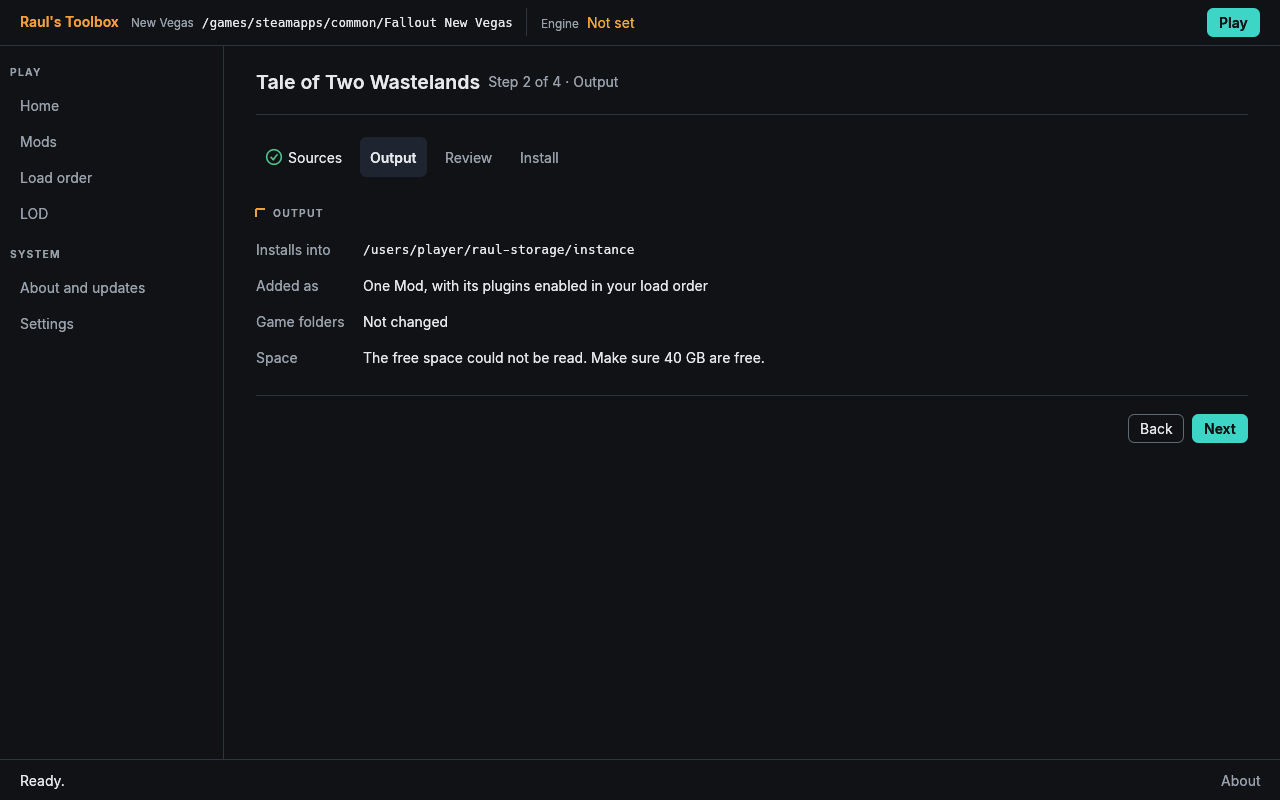 Raul's Toolbox New Vegas /games/steamapps/common/Fallout New Vegas Engine Not set Play
PLAY
Home
Mods
Load order
LOD
SYSTEM
About and updates
Settings
Tale of Two Wastelands Step 2 of 4 · Output
Sources Output Review Install
OUTPUT
Installs into /users/player/raul-storage/instance
Added as One Mod, with its plugins enabled in your load order
Game folders Not changed
Space The free space could not be read. Make sure 40 GB are free.
Back Next
Ready. About